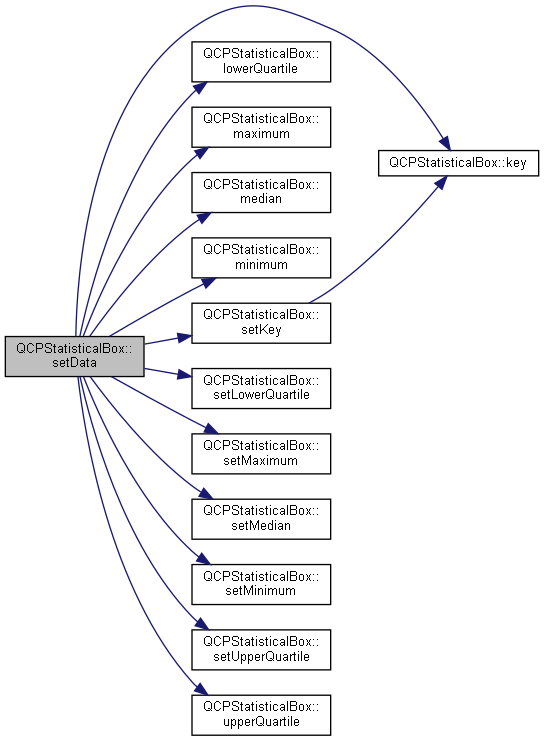 QCPStatisticalBox::
lowerQuartile
QCPStatisticalBox::
maximum
QCPStatisticalBox::key
QCPStatisticalBox::
median
QCPStatisticalBox::
minimum
QCPStatisticalBox::
setKey
QCPStatisticalBox::
setData
QCPStatisticalBox::
setLowerQuartile
QCPStatisticalBox::
setMaximum
QCPStatisticalBox::
setMedian
QCPStatisticalBox::
setMinimum
QCPStatisticalBox::
setUpperQuartile
QCPStatisticalBox::
upperQuartile